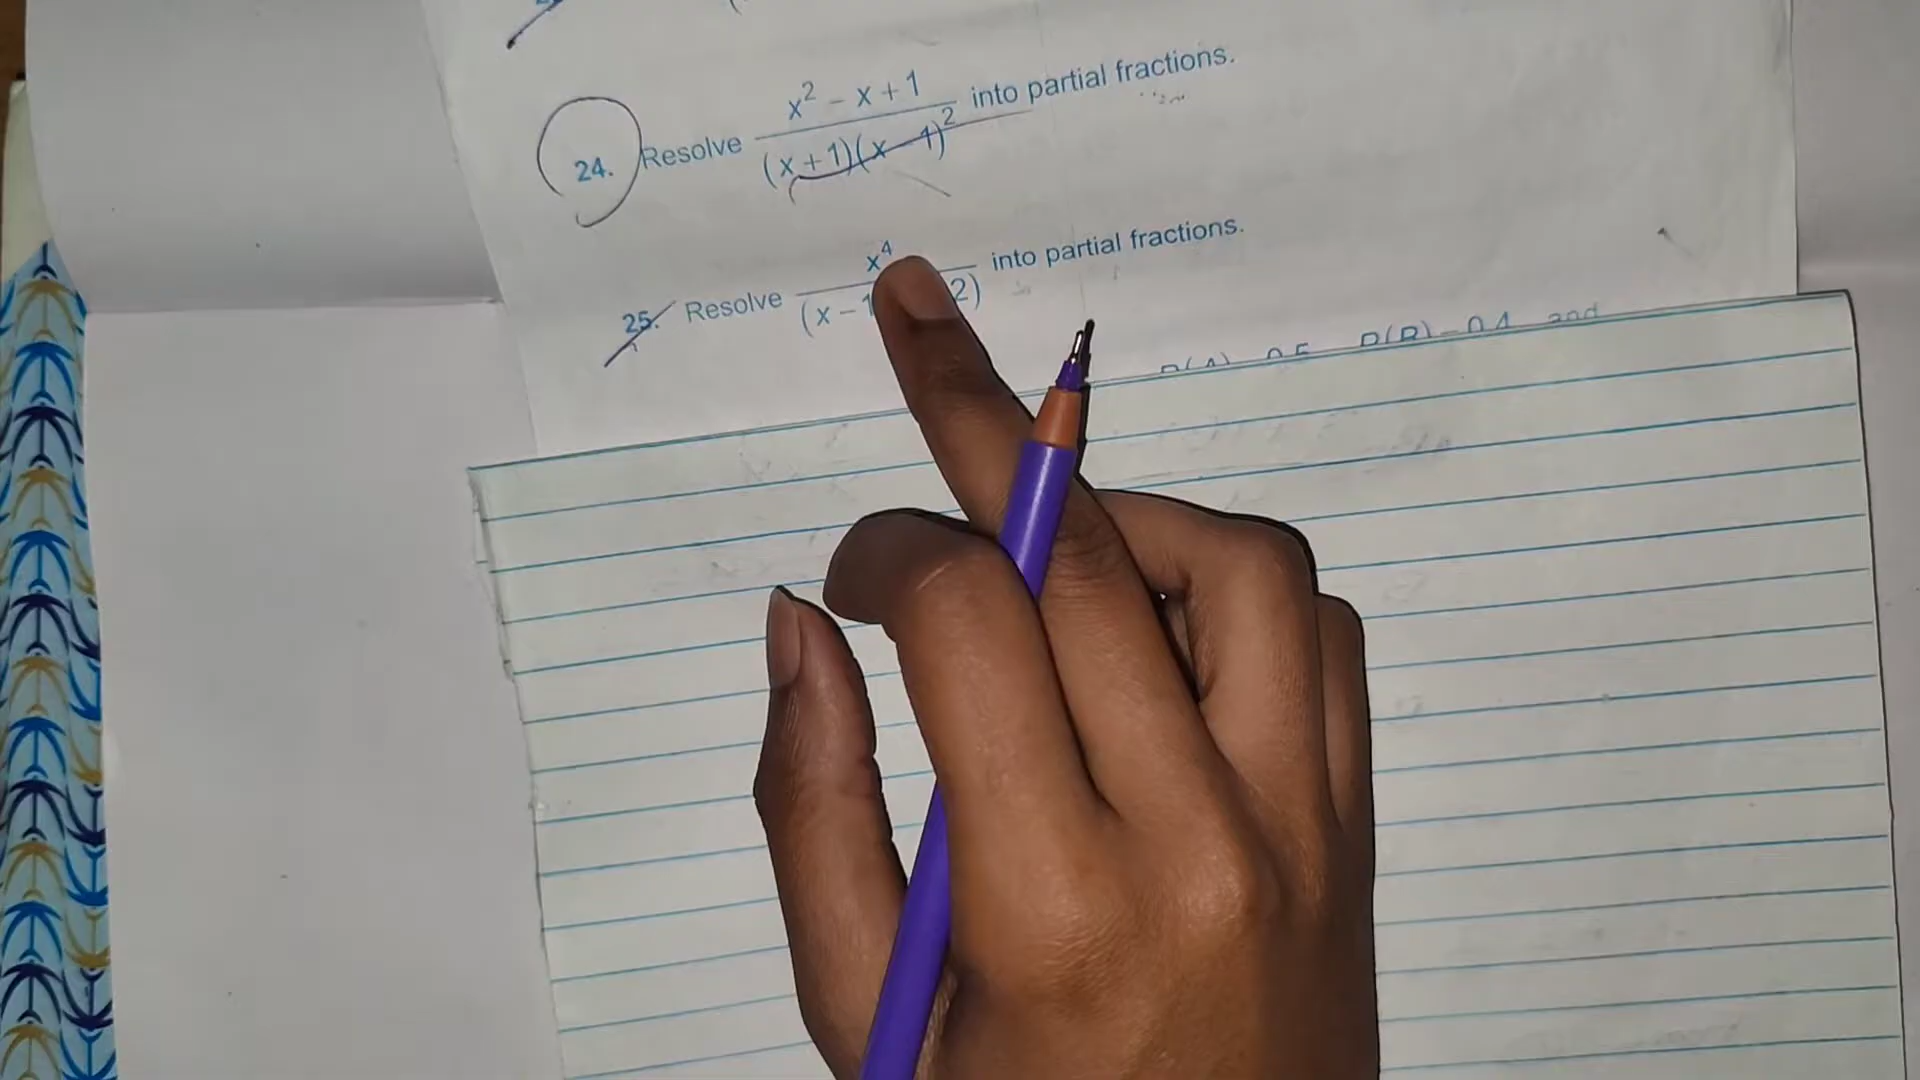 x² - x + 1
24. Resolve ――― into partial fractions.
(x + 1)(x - 1)²
x⁴
25. Resolve ――― into partial fractions.
(x - 1 2)